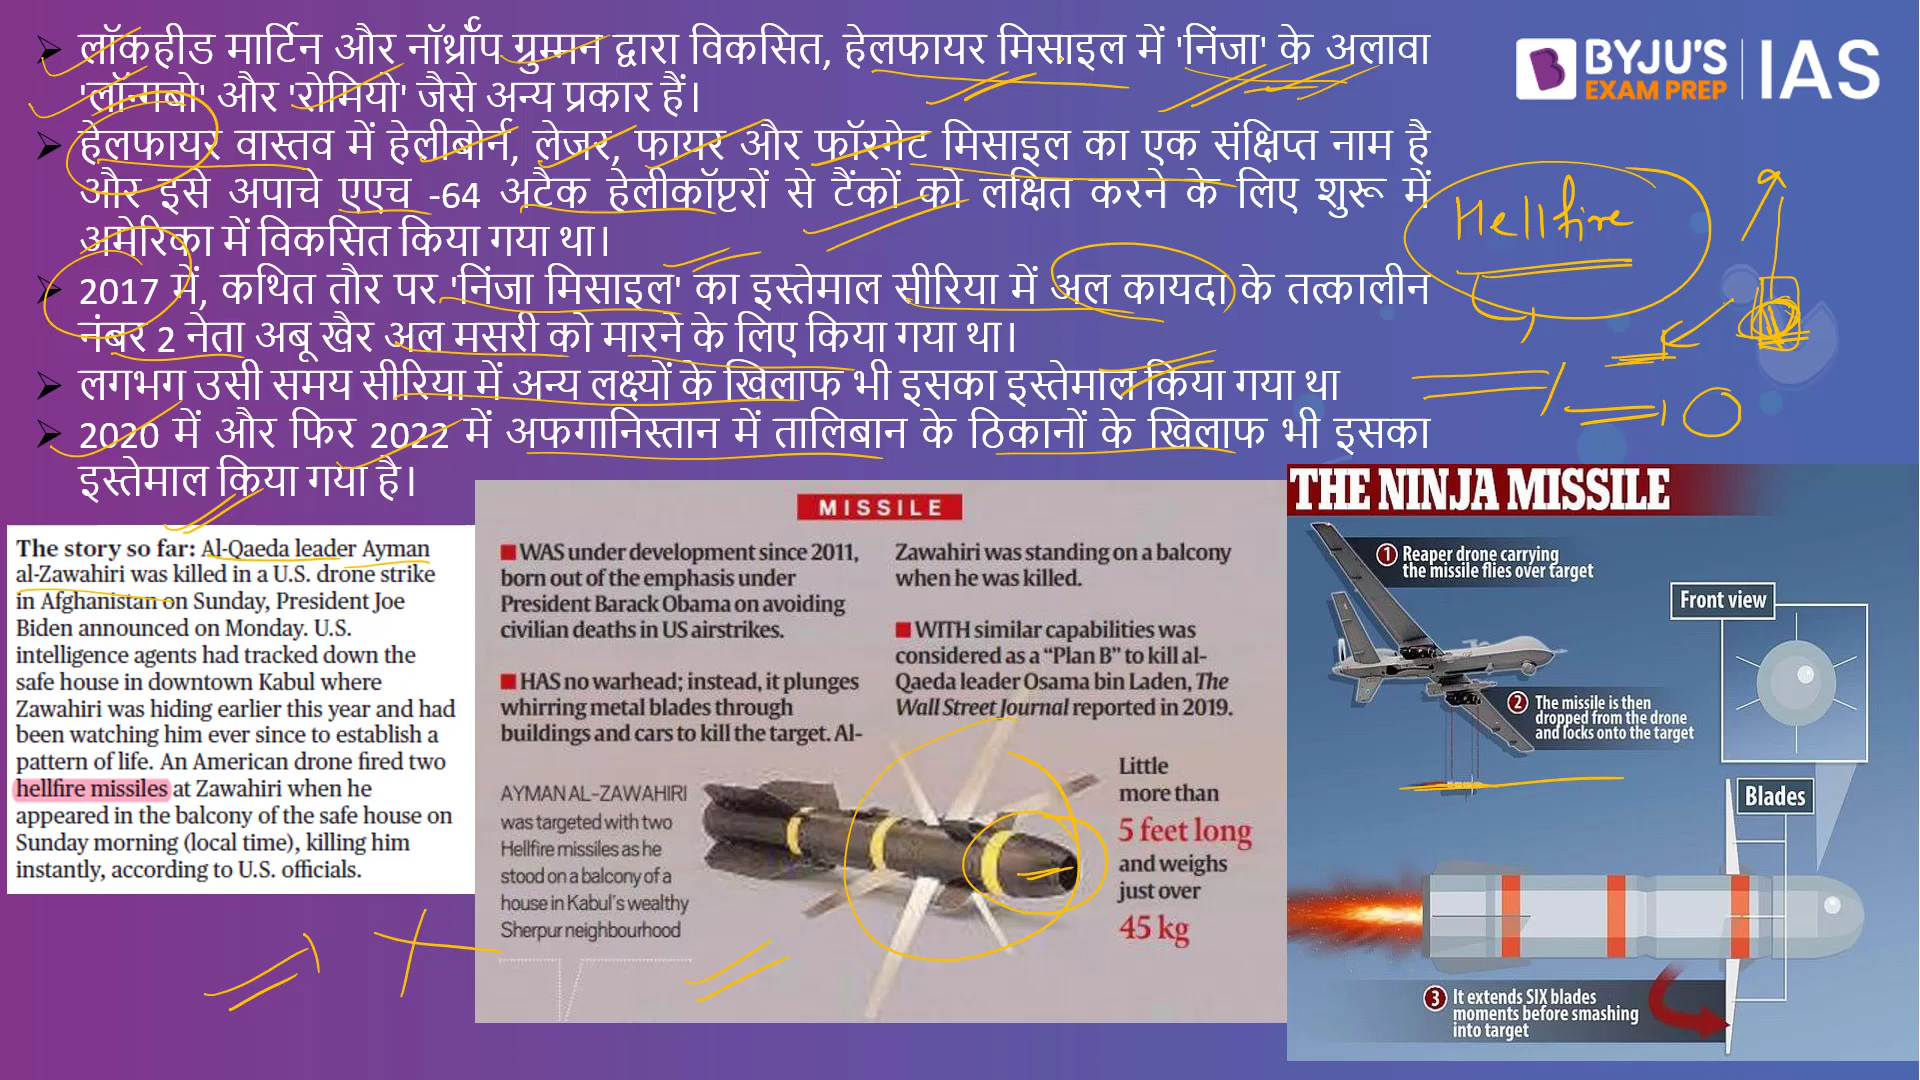 लॉकहीड मार्टिन और नॉर्थ्रॉप ग्रुम्मन द्वारा विकसित, हेलफायर मिसाइल में 'निंजा' के अलावा
'लॉन्गबो' और 'रोमियो' जैसे अन्य प्रकार हैं।
हेलफायर वास्तव में हेलीबोर्न, लेजर, फायर और फॉरगेट मिसाइल का एक संक्षिप्त नाम है
और इसे अपाचे एएच -64 अटैक हेलीकॉप्टरों से टैंकों को लक्षित करने के लिए शुरू में
अमेरिका में विकसित किया गया था।
2017 में, कथित तौर पर 'निंजा मिसाइल' का इस्तेमाल सीरिया में अल कायदा के तत्कालीन
नंबर 2 नेता अबू खैर अल मसरी को मारने के लिए किया गया था।
लगभग उसी समय सीरिया में अन्य लक्ष्यों के खिलाफ भी इसका इस्तेमाल किया गया था
2020 में और फिर 2022 में अफगानिस्तान में तालिबान के ठिकानों के खिलाफ भी इसका
इस्तेमाल किया गया है।
BYJU'S
EXAM PREP
IAS
Hellfire
The story so far: Al-Qaeda leader Ayman
al-Zawahiri was killed in a U.S. drone strike
in Afghanistan on Sunday, President Joe
Biden announced on Monday. U.S.
intelligence agents had tracked down the
safe house in downtown Kabul where
Zawahiri was hiding earlier this year and had
been watching him ever since to establish a
pattern of life. An American drone fired two
hellfire missiles at Zawahiri when he
appeared in the balcony of the safe house on
Sunday morning (local time), killing him
instantly, according to U.S. officials.
MISSILE
WAS under development since 2011,
born out of the emphasis under
President Barack Obama on avoiding
civilian deaths in US airstrikes.
HAS no warhead; instead, it plunges
whirring metal blades through
buildings and cars to kill the target. Al-
Zawahiri was standing on a balcony
when he was killed.
WITH similar capabilities was
considered as a “Plan B” to kill al-
Qaeda leader Osama bin Laden, The
Wall Street Journal reported in 2019.
AYMAN AL-ZAWAHIRI
was targeted with two
Hellfire missiles as he
stood on a balcony of a
house in Kabul's wealthy
Sherpur neighbourhood
Little
more than
5 feet long
and weighs
just over
45 kg
THE NINJA MISSILE
1 Reaper drone carrying
the missile flies over target
Front view
2 The missile is then
dropped from the drone
and locks onto the target
Blades
3 It extends SIX blades
moments before smashing
into target